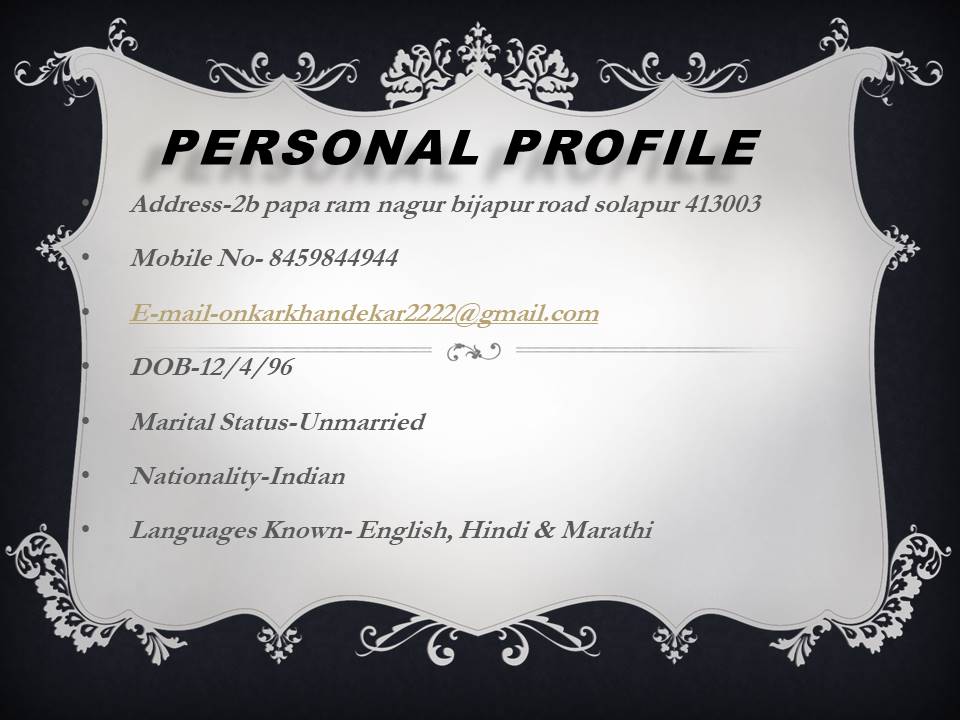 PERSONAL PROFILE
• Address-2b papa ram nagur bijapur road solapur 413003
• Mobile No- 8459844944
• E-mail-onkarkhandekar2222@gmail.com
• DOB-12/4/96
• Marital Status-Unmarried
• Nationality-Indian
• Languages Known- English, Hindi & Marathi